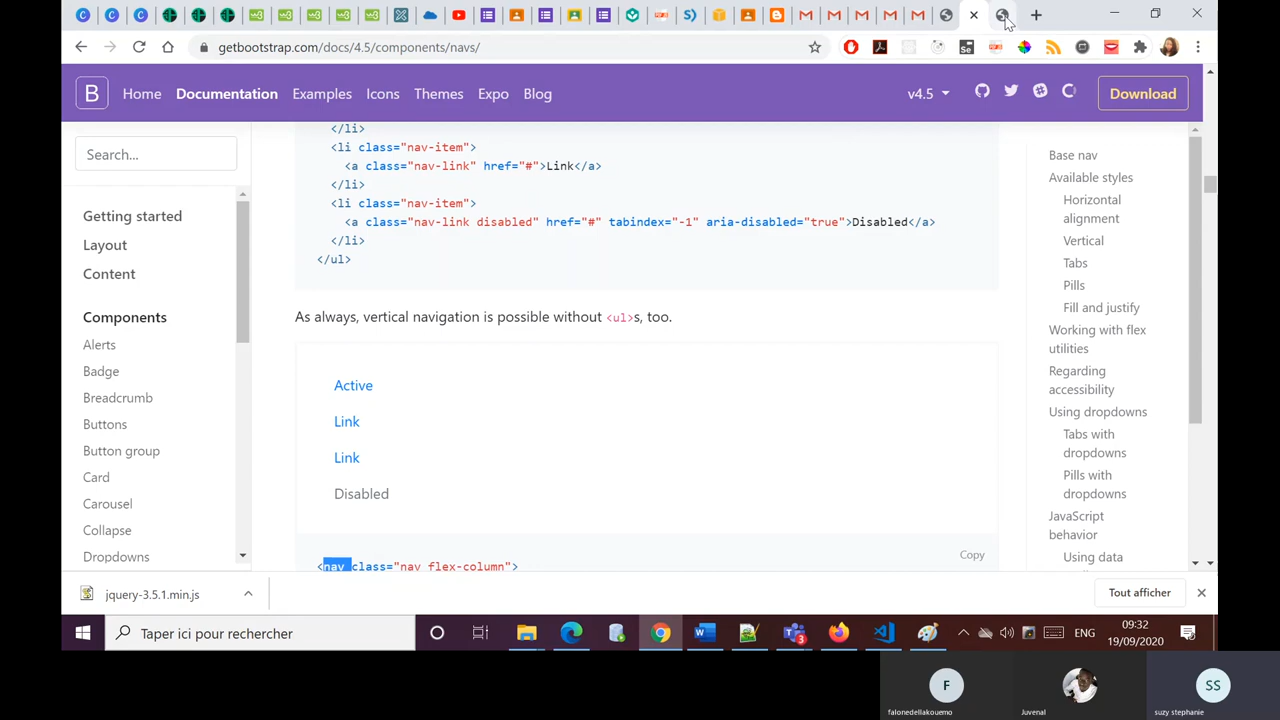 getbootstrap.com/docs/4.5/components/navs/
B Home Documentation Examples Icons Themes Expo Blog v4.5 Download
Search...
Getting started
Layout
Content
Components
Alerts
Badge
Breadcrumb
Buttons
Button group
Card
Carousel
Collapse
Dropdowns
</li>
<li class="nav-item">
<a class="nav-link" href="#">Link</a>
</li>
<li class="nav-item">
<a class="nav-link disabled" href="#" tabindex="-1" aria-disabled="true">Disabled</a>
</li>
</ul>
As always, vertical navigation is possible without <ul>s, too.
Active
Link
Link
Disabled
Copy
<nav class="nav flex-column">
Base nav
Available styles
Horizontal
alignment
Vertical
Tabs
Pills
Fill and justify
Working with flex
utilities
Regarding
accessibility
Using dropdowns
Tabs with
dropdowns
Pills with
dropdowns
JavaScript
behavior
Using data
jquery-3.5.1.min.js
Tout afficher
Taper ici pour rechercher
3
ENG
09:32
19/09/2020
F
SS
falonedellakouemo
Juvenal
suzy stephanie